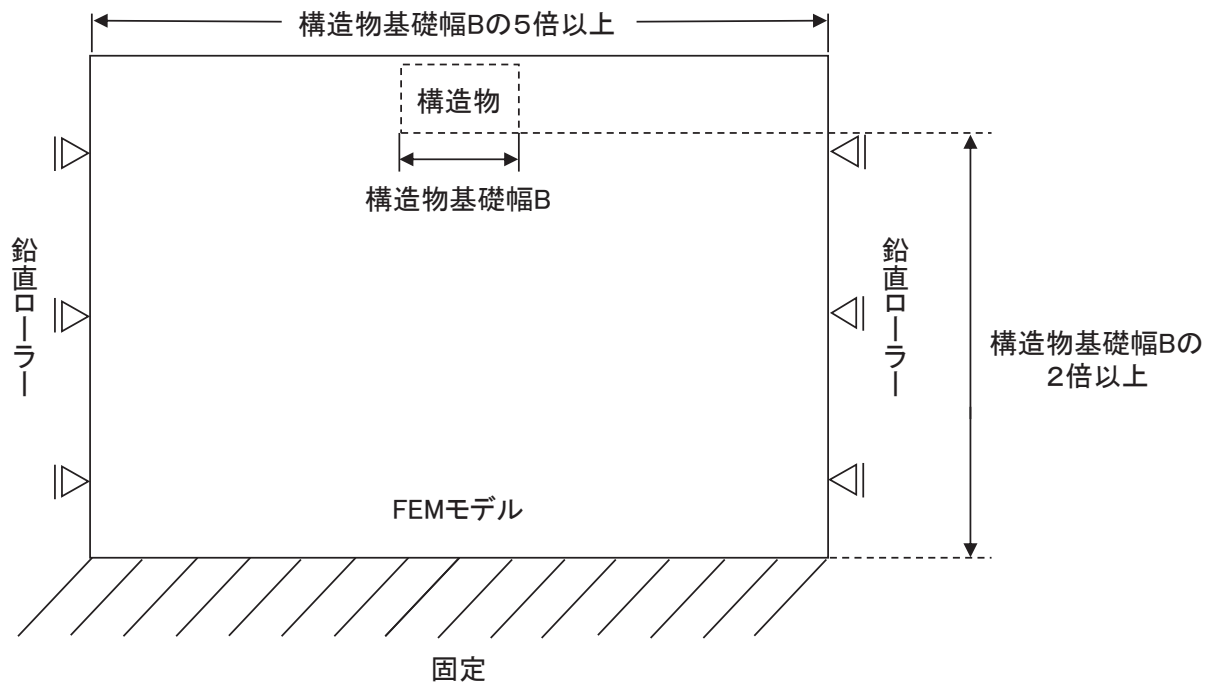 構造物基礎幅Bの５倍以上
構造物
構造物基礎幅B
鉛直ローラー
鉛直ローラー
構造物基礎幅Bの
２倍以上
FEMモデル
固定